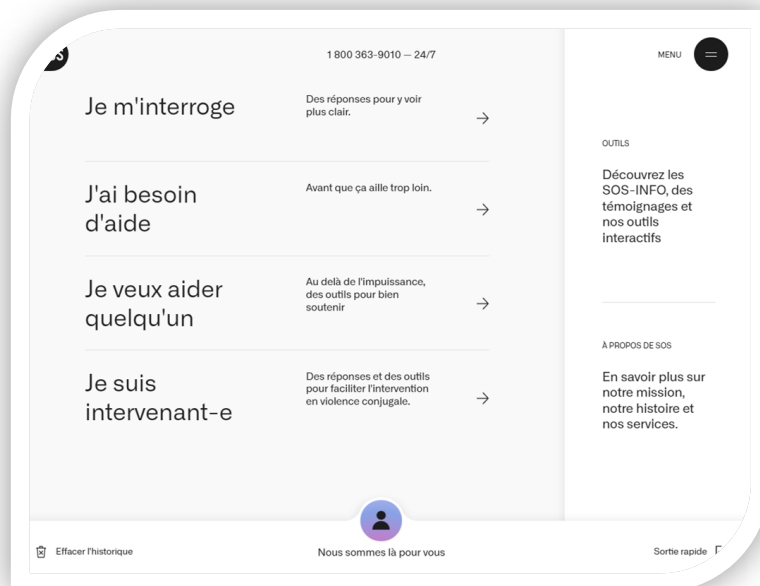 1 800 363-9010 — 24/7
MENU
Je m'interroge
Des réponses pour y voir
plus clair.
J'ai besoin
d'aide
Avant que ça aille trop loin.
Je veux aider
quelqu'un
Au delà de l'impuissance,
des outils pour bien
soutenir
Je suis
intervenant-e
Des réponses et des outils
pour faciliter l'intervention
en violence conjugale.
OUTILS
Découvrez les
SOS-INFO, des
témoignages et
nos outils
interactifs
À PROPOS DE SOS
En savoir plus sur
notre mission,
notre histoire et
nos services.
Effacer l'historique
Nous sommes là pour vous
Sortie rapide